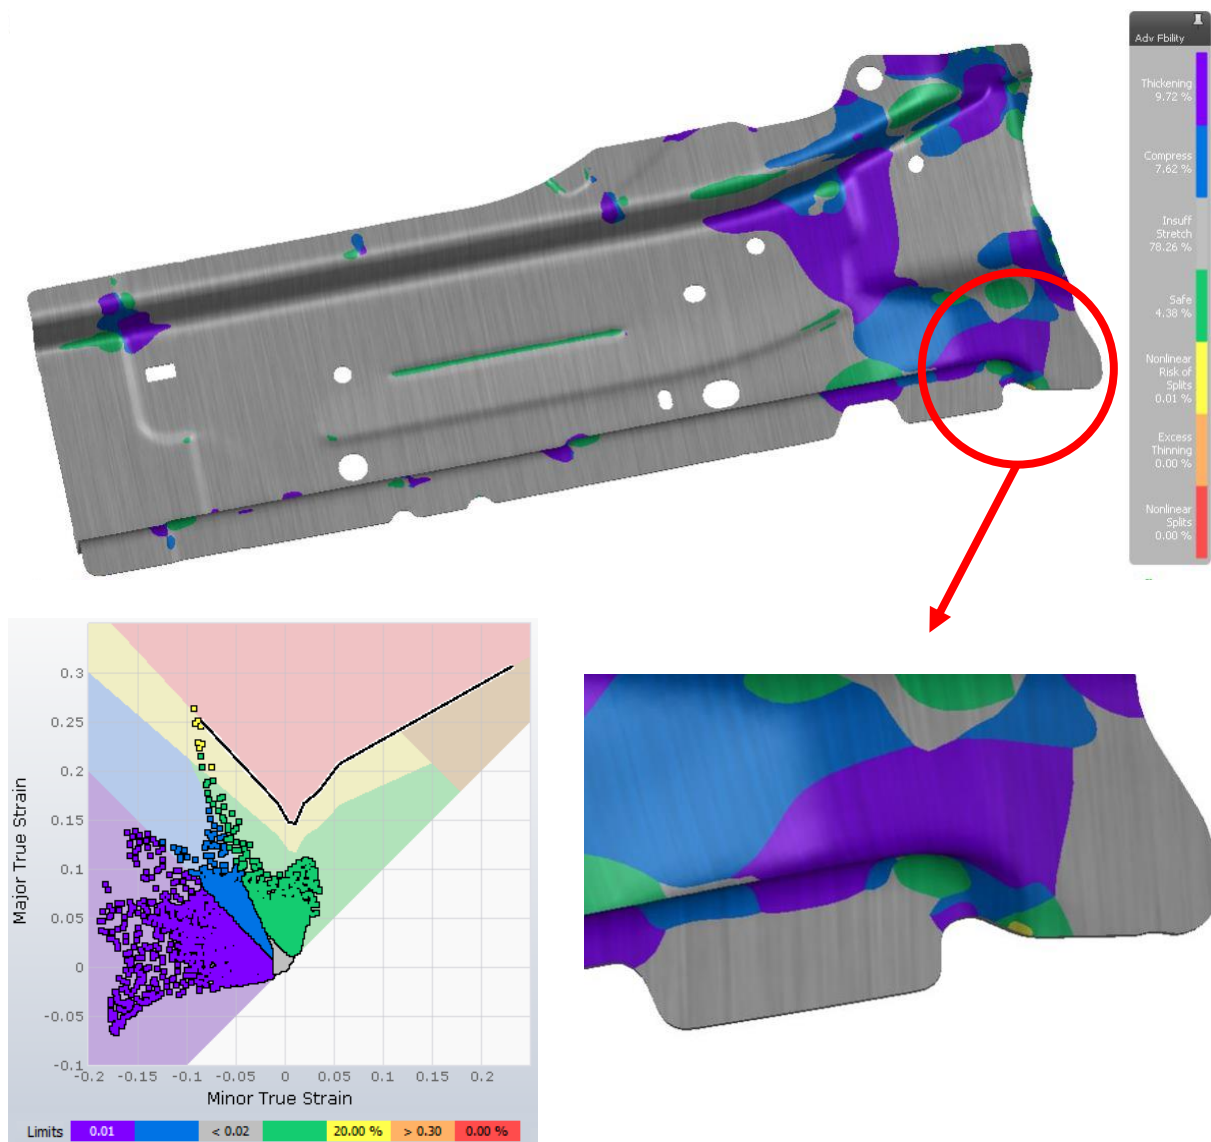 Adv Fbility
Thickening
9.72 %
Compress
7.62 %
Insuff
Stretch
78.26 %
Safe
4.38 %
Nonlinear
Risk of
Splits
0.01 %
Excess
Thinning
0.00 %
Nonlinear
Splits
0.00 %
Major True Strain
0.3
0.25
0.2
0.15
0.1
0.05
0
-0.05
-0.1
-0.2 -0.15 -0.1 -0.05 0 0.05 0.1 0.15 0.2
Minor True Strain
Limits 0.01 < 0.02 20.00 % > 0.30 0.00 %